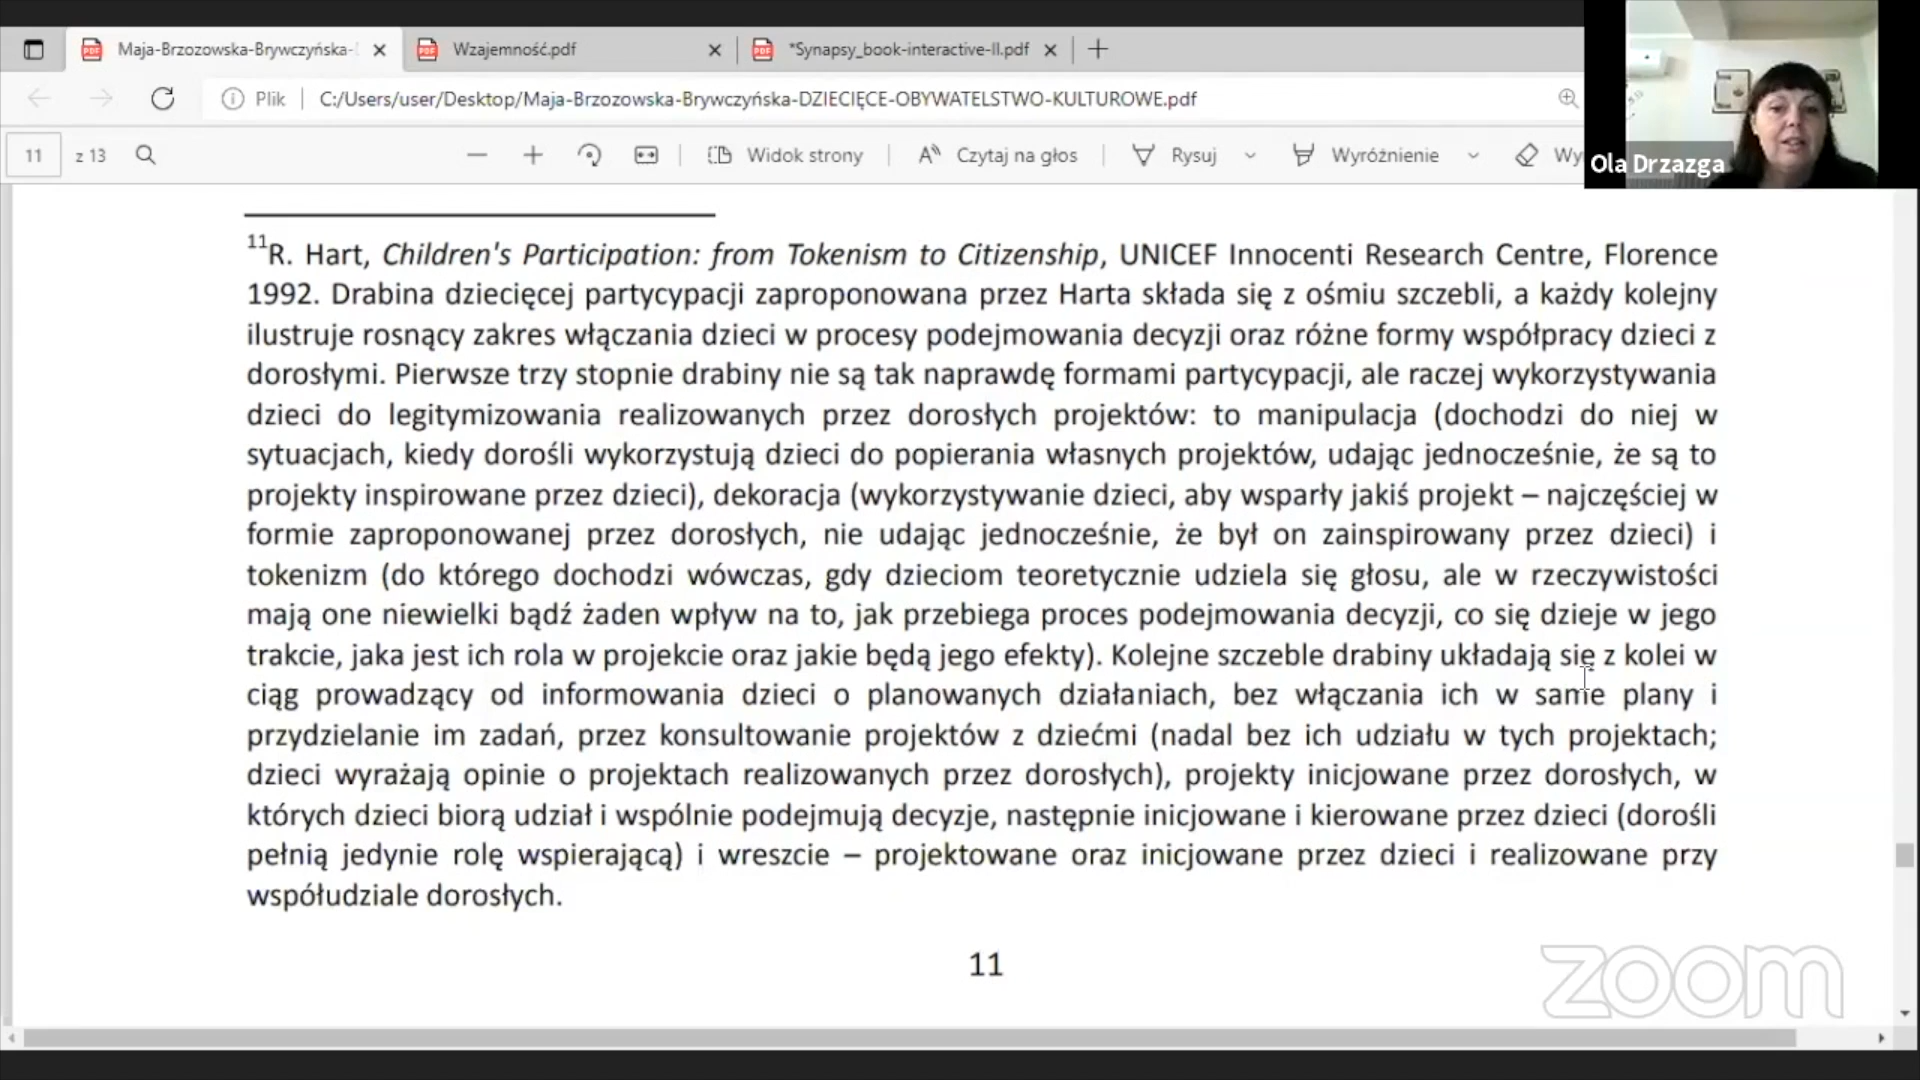 Maja-Brzozowska-Brywczyńska-
Wzajemność.pdf
*Synapsy_book-interactive-II.pdf
Plik
C:/Users/user/Desktop/Maja-Brzozowska-Brywczyńska-DZIECIĘCE-OBYWATELSTWO-KULTUROWE.pdf
11 z 13
Widok strony
Czytaj na głos
Rysuj
Wyróżnienie
Wy
Ola Drzazga
11R. Hart, Children's Participation: from Tokenism to Citizenship, UNICEF Innocenti Research Centre, Florence
1992. Drabina dziecięcej partycypacji zaproponowana przez Harta składa się z ośmiu szczebli, a każdy kolejny
ilustruje rosnący zakres włączania dzieci w procesy podejmowania decyzji oraz różne formy współpracy dzieci z
dorosłymi. Pierwsze trzy stopnie drabiny nie są tak naprawdę formami partycypacji, ale raczej wykorzystywania
dzieci do legitymizowania realizowanych przez dorosłych projektów: to manipulacja (dochodzi do niej w
sytuacjach, kiedy dorośli wykorzystują dzieci do popierania własnych projektów, udając jednocześnie, że są to
projekty inspirowane przez dzieci), dekoracja (wykorzystywanie dzieci, aby wsparły jakiś projekt – najczęściej w
formie zaproponowanej przez dorosłych, nie udając jednocześnie, że był on zainspirowany przez dzieci) i
tokenizm (do którego dochodzi wówczas, gdy dzieciom teoretycznie udziela się głosu, ale w rzeczywistości
mają one niewielki bądź żaden wpływ na to, jak przebiega proces podejmowania decyzji, co się dzieje w jego
trakcie, jaka jest ich rola w projekcie oraz jakie będą jego efekty). Kolejne szczeble drabiny układają się z kolei w
ciąg prowadzący od informowania dzieci o planowanych działaniach, bez włączania ich w same plany i
przydzielanie im zadań, przez konsultowanie projektów z dziećmi (nadal bez ich udziału w tych projektach;
dzieci wyrażają opinie o projektach realizowanych przez dorosłych), projekty inicjowane przez dorosłych, w
których dzieci biorą udział i wspólnie podejmują decyzje, następnie inicjowane i kierowane przez dzieci (dorośli
pełnią jedynie rolę wspierającą) i wreszcie – projektowane oraz inicjowane przez dzieci i realizowane przy
współudziale dorosłych.
11
zoom